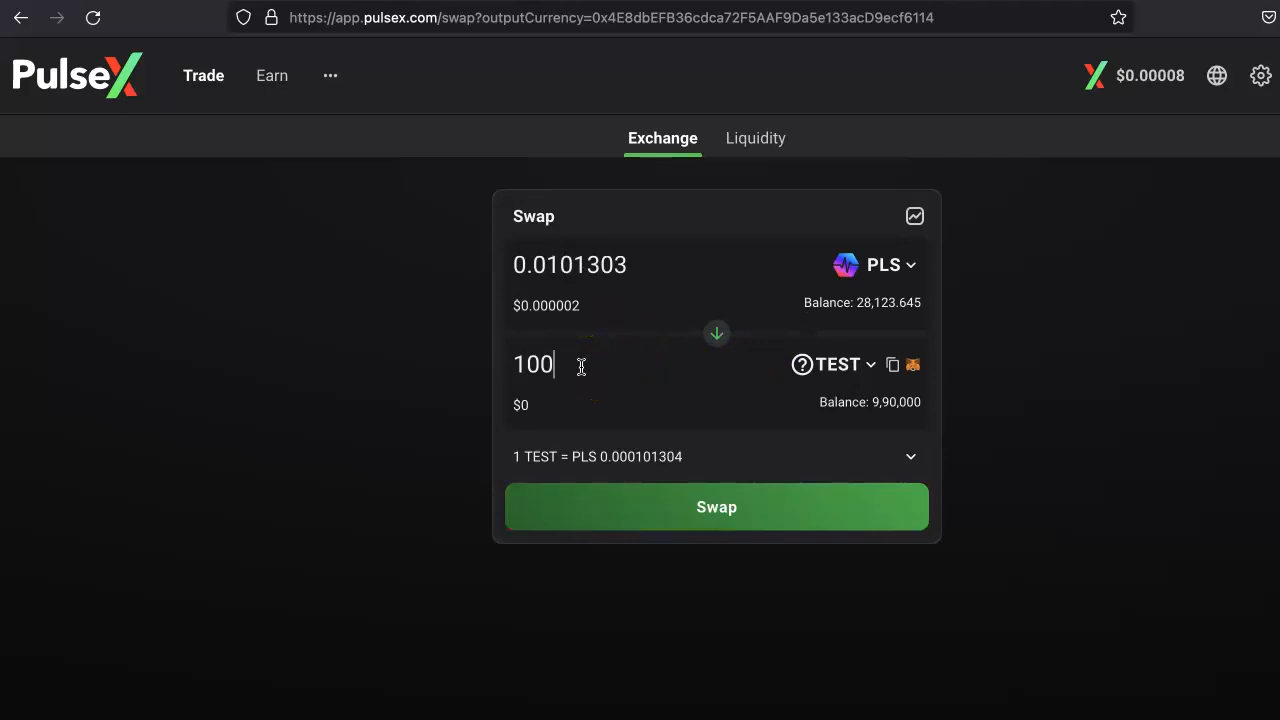 https://app.pulsex.com/swap?outputCurrency=0x4E8dbEFB36cdca72F5AAF9Da5e133acD9ecf6114
PulseX Trade Earn ··· $0.00008
Exchange Liquidity
Swap
0.0101303 PLS
$0.000002 Balance: 28,123.645
100 TEST
$0 Balance: 9,90,000
1 TEST = PLS 0.000101304
Swap